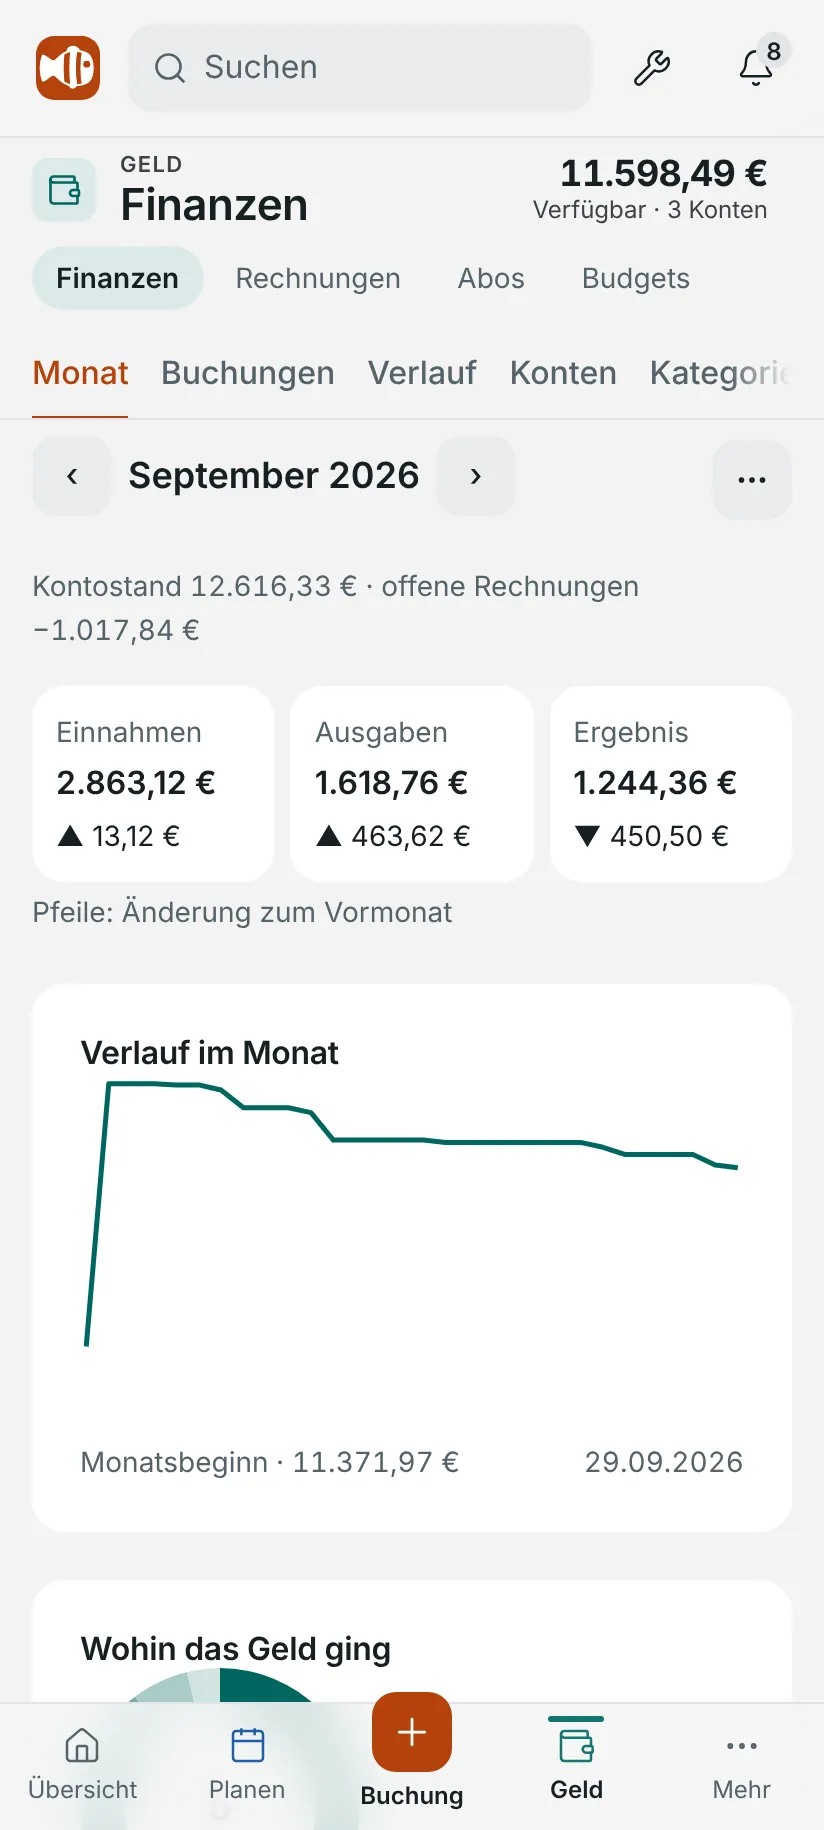 Suchen
8
GELD
Finanzen
11.598,49 €
Verfügbar · 3 Konten
Finanzen Rechnungen Abos Budgets
Monat Buchungen Verlauf Konten Kategorie
‹ September 2026 › ...
Kontostand 12.616,33 € · offene Rechnungen
−1.017,84 €
Einnahmen
2.863,12 €
▲ 13,12 €
Ausgaben
1.618,76 €
▲ 463,62 €
Ergebnis
1.244,36 €
▼ 450,50 €
Pfeile: Änderung zum Vormonat
Verlauf im Monat
Monatsbeginn · 11.371,97 € 29.09.2026
Wohin das Geld ging
Übersicht Planen Buchung Geld Mehr